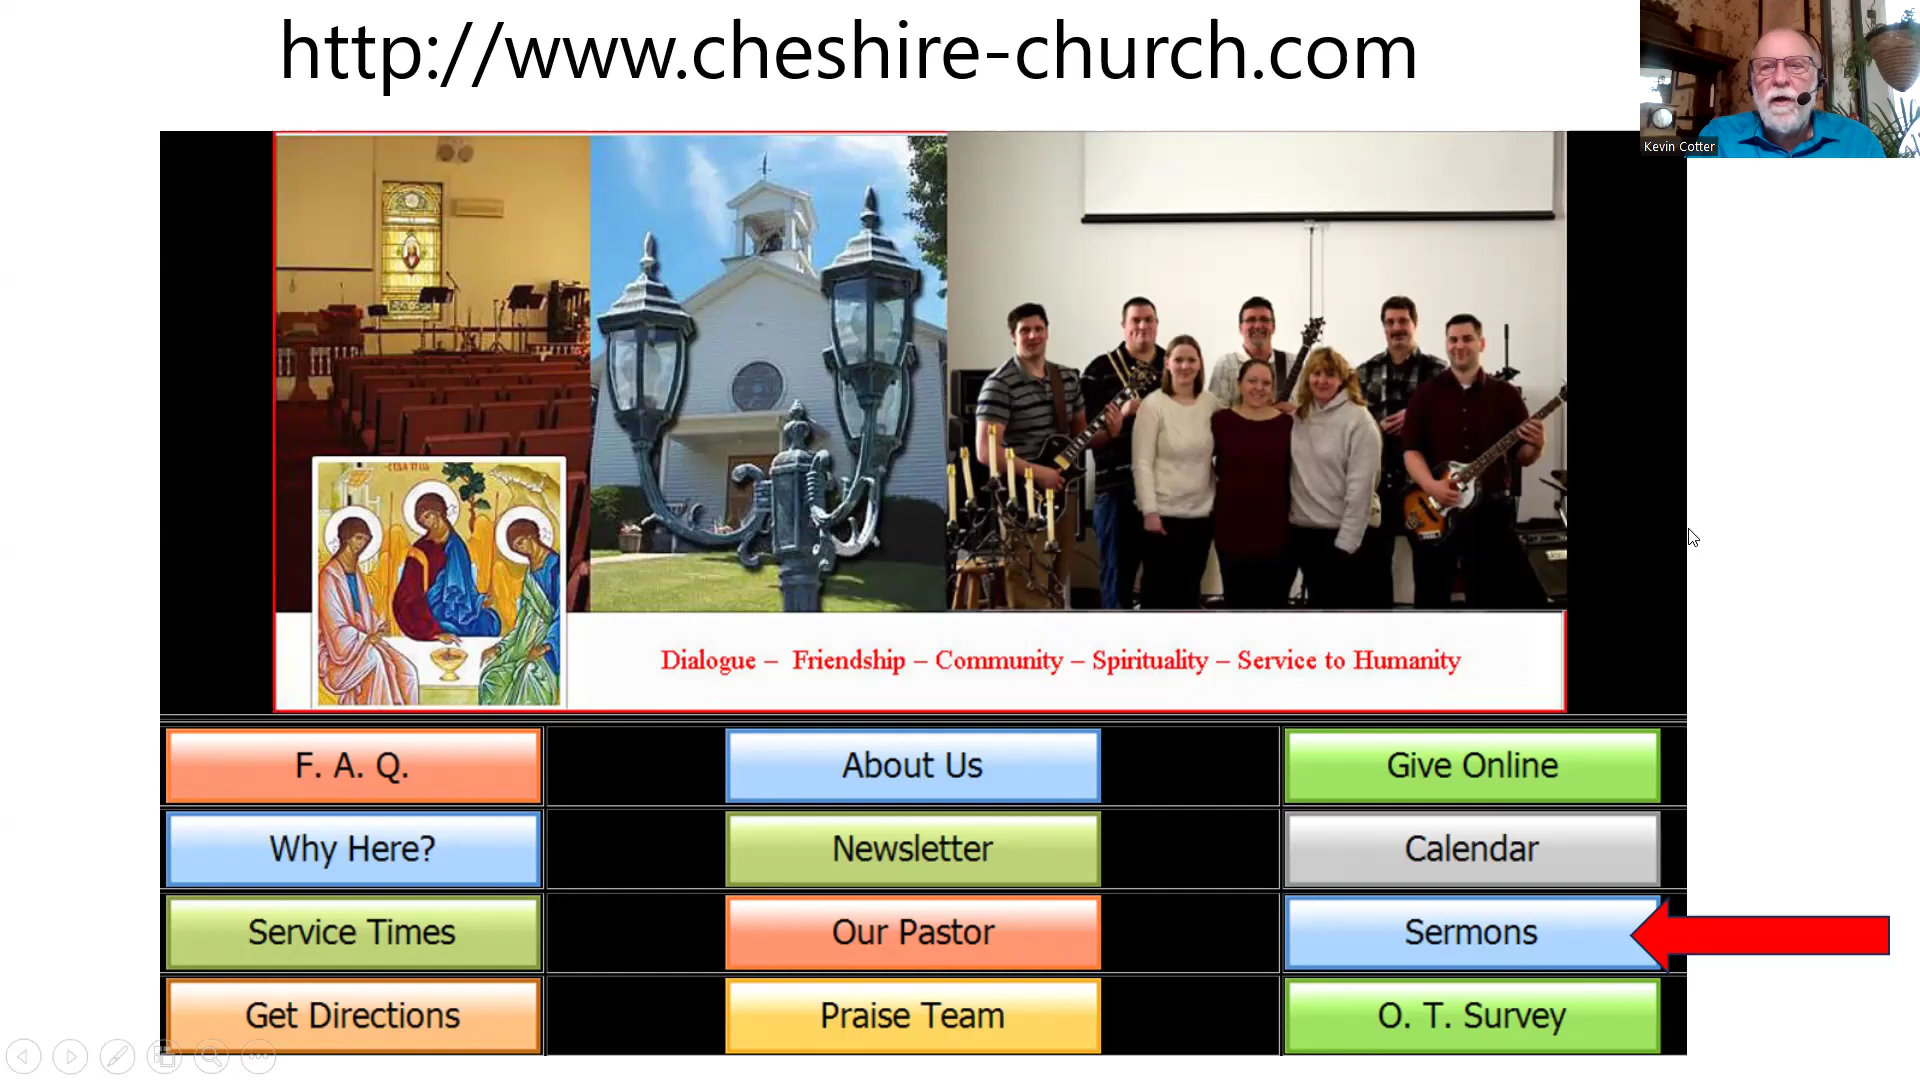 http://www.cheshire-church.com
Kevin Cotter
Dialogue – Friendship – Community – Spirituality – Service to Humanity
F. A. Q.
About Us
Give Online
Why Here?
Newsletter
Calendar
Service Times
Our Pastor
Sermons
Get Directions
Praise Team
O. T. Survey